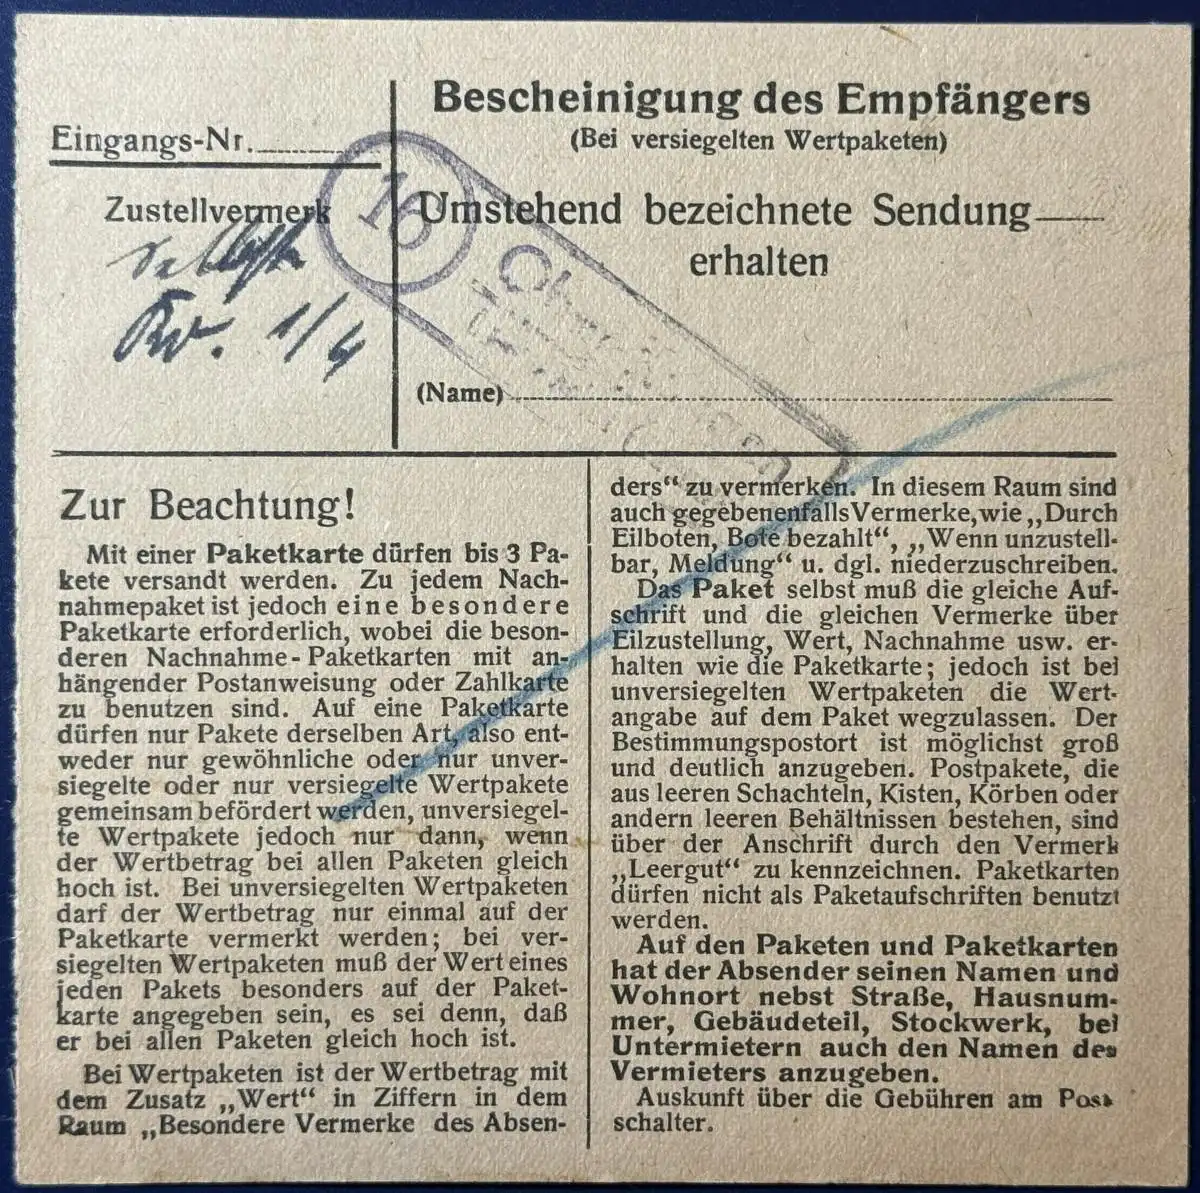 Eingangs-Nr.
Zustellvermerk
1/4
Bescheinigung des Empfängers
(Bei versiegelten Wertpaketen)
Umstehend bezeichnete Sendung
erhalten
(Name)
16
Zur Beachtung!
Mit einer Paketkarte dürfen bis 3 Pa-
kete versandt werden. Zu jedem Nach-
nahmepaket ist jedoch eine besondere
Paketkarte erforderlich, wobei die beson-
deren Nachnahme-Paketkarten mit an-
hängender Postanweisung oder Zahlkarte
zu benutzen sind. Auf eine Paketkarte
dürfen nur Pakete derselben Art, also ent-
weder nur gewöhnliche oder nur unver-
siegelte oder nur versiegelte Wertpakete
gemeinsam befördert werden, unversiegel-
te Wertpakete jedoch nur dann, wenn
der Wertbetrag bei allen Paketen gleich
hoch ist. Bei unversiegelten Wertpaketen
darf der Wertbetrag nur einmal auf der
Paketkarte vermerkt werden; bei ver-
siegelten Wertpaketen muß der Wert eines
jeden Pakets besonders auf der Paket-
karte angegeben sein, es sei denn, daß
er bei allen Paketen gleich hoch ist.
Bei Wertpaketen ist der Wertbetrag mit
dem Zusatz „Wert“ in Ziffern in dem
Raum „Besondere Vermerke des Absen-
ders“ zu vermerken. In diesem Raum sind
auch gegebenenfalls Vermerke, wie „Durch
Eilboten, Bote bezahlt“, „Wenn unzustell-
bar, Meldung“ u. dgl. niederzuschreiben.
Das Paket selbst muß die gleiche Auf-
schrift und die gleichen Vermerke über
Eilzustellung, Wert, Nachnahme usw. er-
halten wie die Paketkarte; jedoch ist bei
unversiegelten Wertpaketen die Wert-
angabe auf dem Paket wegzulassen. Der
Bestimmungspostort ist möglichst groß
und deutlich anzugeben. Postpakete, die
aus leeren Schachteln, Kisten, Körben oder
andern leeren Behältnissen bestehen, sind
über der Anschrift durch den Vermerk
„Leergut“ zu kennzeichnen. Paketkarten
dürfen nicht als Paketaufschriften benutzt
werden.
Auf den Paketen und Paketkarten
hat der Absender seinen Namen und
Wohnort nebst Straße, Hausnum-
mer, Gebäudeteil, Stockwerk, bei
Untermietern auch den Namen des
Vermieters anzugeben.
Auskunft über die Gebühren am Post
schalter.